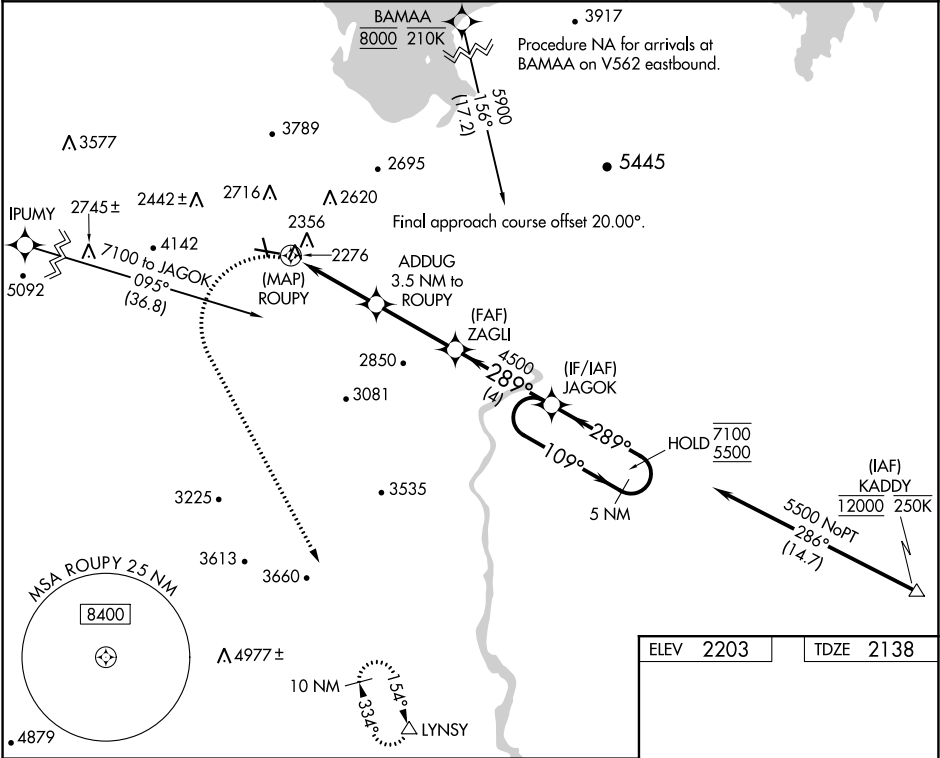 BAMAA
8000 210K
3917
Procedure NA for arrivals at
BAMAA on V562 eastbound.
5900
156°
(17.2)
3789
3577
2695
5445
2745±
2442±
2716
2620
IPUMY
Final approach course offset 20.00°.
2356
2276
4142
7100 to JAGOK
095°
(36.8)
5092
(MAP)
ROUPY
ADDUG
3.5 NM to
ROUPY
(FAF)
ZAGLI
2850
4500
289°
(4)
(IF/IAF)
JAGOK
3081
289°
109°
HOLD
7100
5500
5 NM
(IAF)
KADDY
12000 250K
5500 NoPT
286°
(14.7)
3225
3535
3613
3660
MSA ROUPY 25 NM
8400
4977±
10 NM
154°
334°
LYNSY
4879
ELEV 2203
TDZE 2138